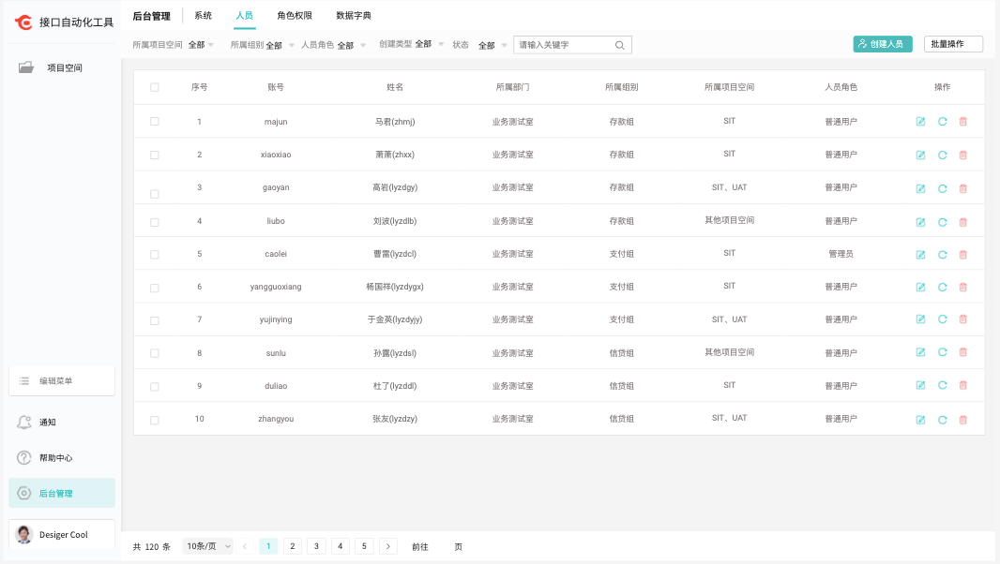 接口自动化工具
后台管理 系统 人员 角色权限 数据字典
所属项目空间 全部 所属组别 全部 人员角色 全部 创建类型 全部 状态 全部 请输入关键字 创建人员 批量操作
项目空间
序号 账号 姓名 所属部门 所属组别 所属项目空间 人员角色 操作
1 majun 马君(zhmj) 业务测试室 存款组 SIT 普通用户
2 xiaoxiao 萧萧(zhxx) 业务测试室 存款组 SIT 普通用户
3 gaoyan 高岩(lyzdgy) 业务测试室 存款组 SIT、UAT 普通用户
4 liubo 刘波(lyzdlb) 业务测试室 存款组 其他项目空间 普通用户
5 caolei 曹雷(lyzdcl) 业务测试室 支付组 SIT 管理员
6 yangguoxiang 杨国祥(lyzdygx) 业务测试室 支付组 SIT 普通用户
7 yujinying 于金英(lyzdyjy) 业务测试室 支付组 SIT、UAT 普通用户
8 sunlu 孙露(lyzdsl) 业务测试室 信贷组 其他项目空间 普通用户
9 duliao 杜了(lyzddl) 业务测试室 信贷组 SIT 普通用户
10 zhangyou 张友(lyzdzy) 业务测试室 信贷组 SIT、UAT 普通用户
编辑菜单
通知
帮助中心
后台管理
Desiger Cool
共 120 条 10条/页 1 2 3 4 5 前往 页